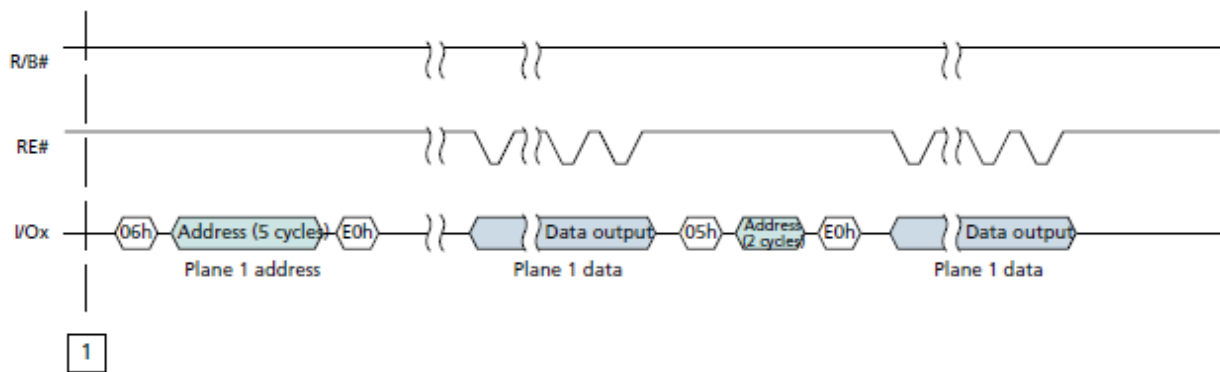 R/B#
RE#
I/Ox
06h
Address (5 cycles)
E0h
Data output
05h
Address
(2 cycles)
E0h
Data output
Plane 1 address
Plane 1 data
Plane 1 data
1